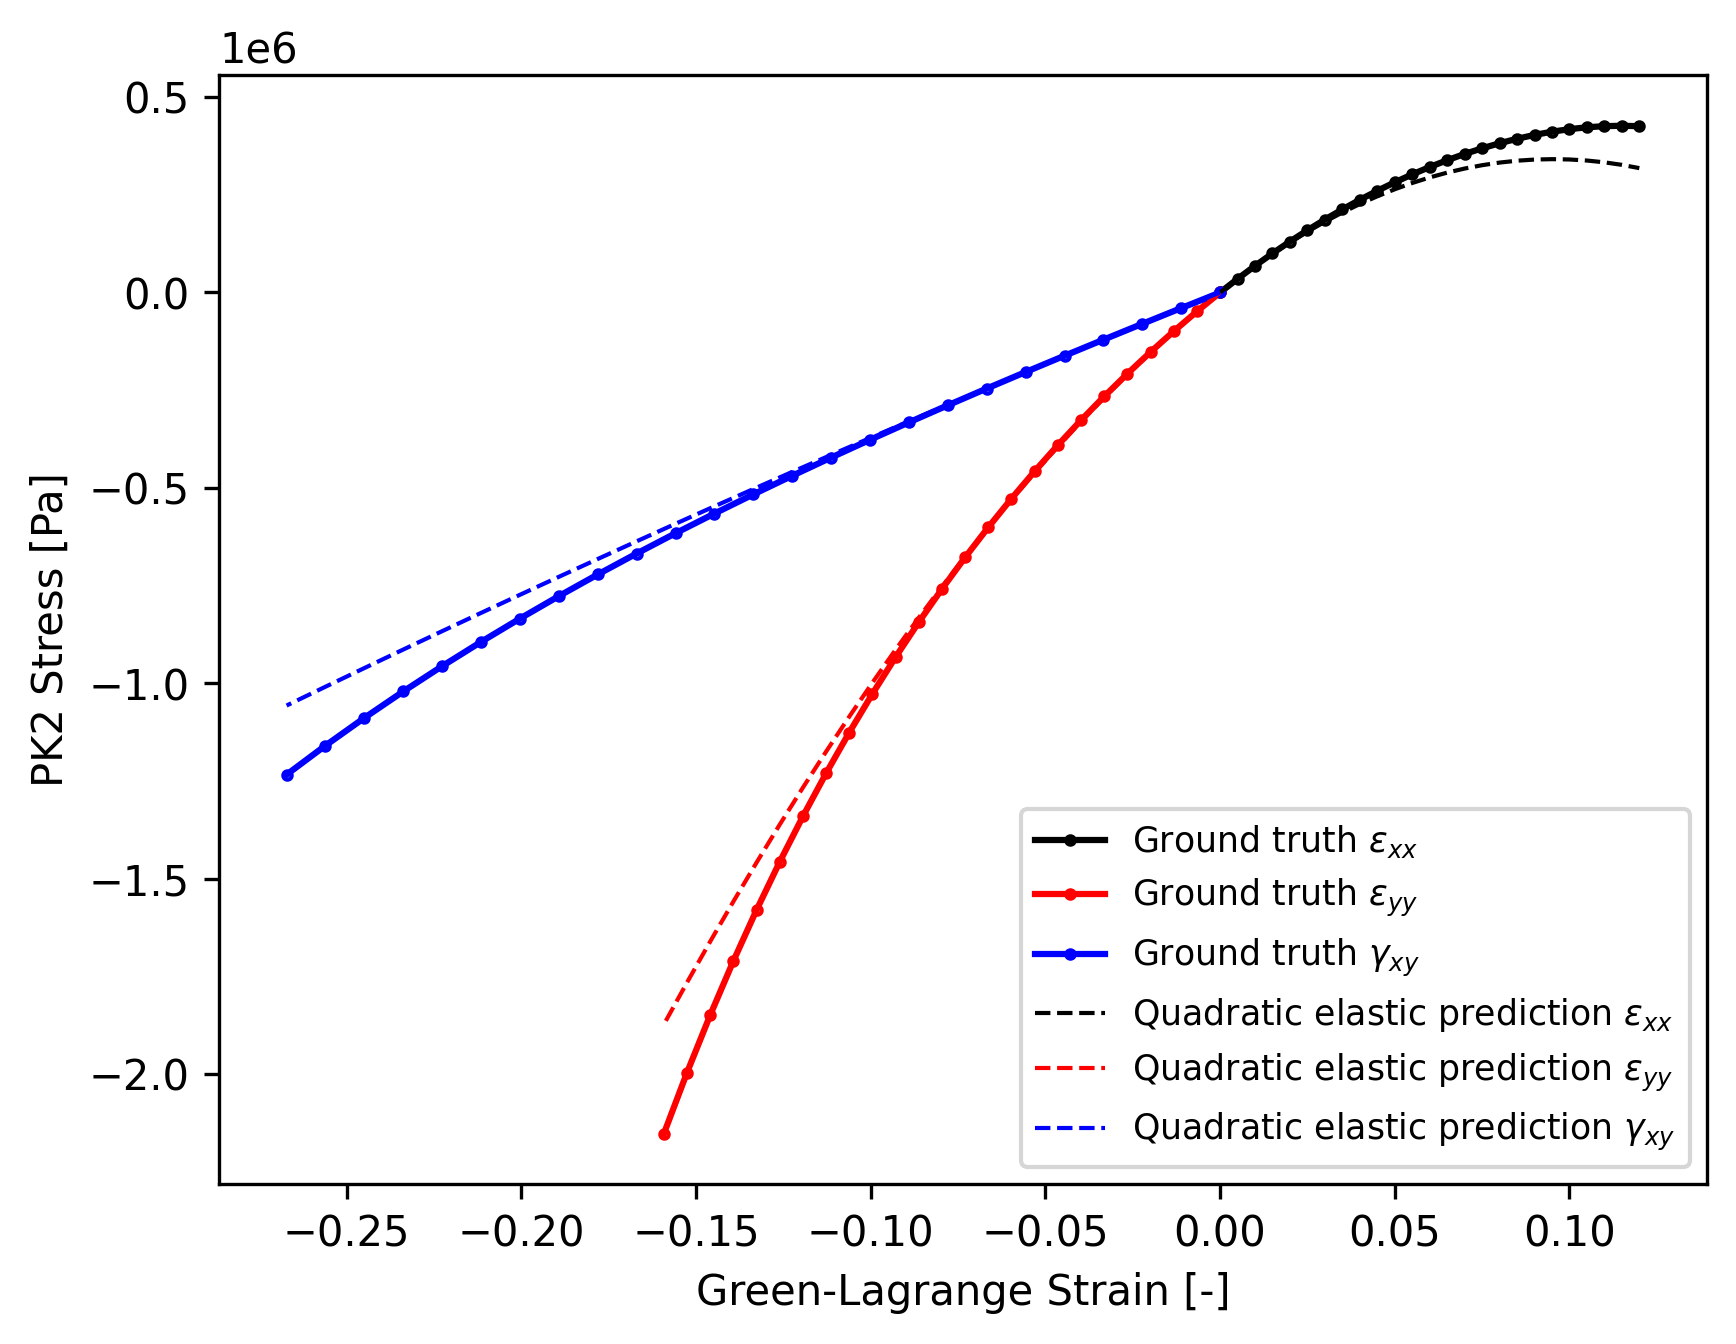 1e6
0.5
0.0
−0.5
−1.0
−1.5
−2.0
PK2 Stress [Pa]
Ground truth εxx
Ground truth εyy
Ground truth γxy
Quadratic elastic prediction εxx
Quadratic elastic prediction εyy
Quadratic elastic prediction γxy
−0.25 −0.20 −0.15 −0.10 −0.05 0.00 0.05 0.10
Green-Lagrange Strain [-]